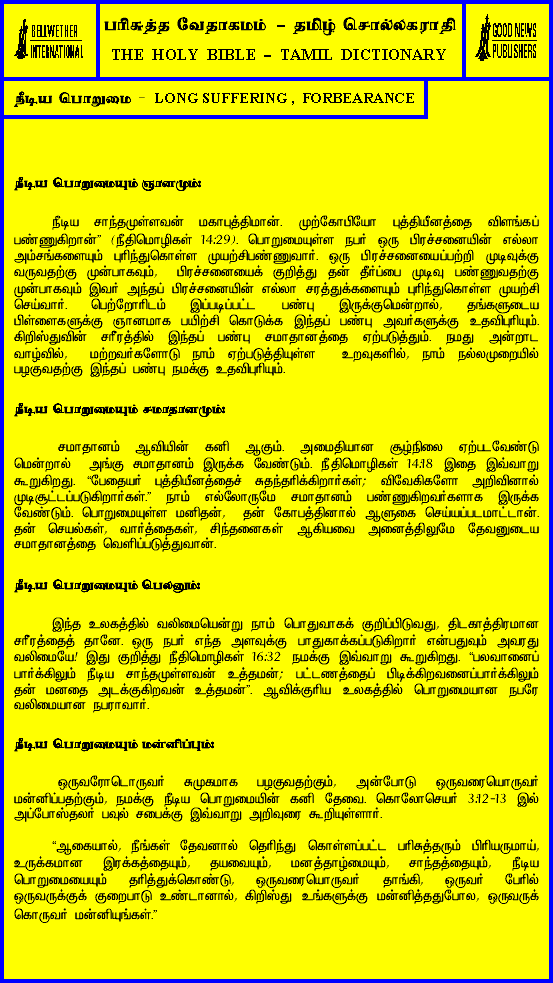 BELLWETHER
INTERNATIONAL
பரிசுத்த வேதாகமம் - தமிழ் சொல்லகராதி
THE HOLY BIBLE - TAMIL DICTIONARY
GOOD NEWS
PUBLISHERS
நீடிய பொறுமை - LONG SUFFERING , FORBEARANCE
நீடிய பொறுமையும் ஞானமும்:
நீடிய சாந்தமுள்ளவன் மகாபுத்திமான். முற்கோபியோ புத்தியீனத்தை விளங்கப்
பண்ணுகிறான்” (நீதிமொழிகள் 14:29). பொறுமையுள்ள நபர் ஒரு பிரச்சனையின் எல்லா
அம்சங்களையும் புரிந்துகொள்ள முயற்சிபண்ணுவார். ஒரு பிரச்சனையைப்பற்றி முடிவுக்கு
வருவதற்கு முன்பாகவும், பிரச்சனையைக் குறித்து தன் தீர்ப்பை முடிவு பண்ணுவதற்கு
முன்பாகவும் இவர் அந்தப் பிரச்சனையின் எல்லா சரத்துக்களையும் புரிந்துகொள்ள முயற்சி
செய்வார். பெற்றோரிடம் இப்படிப்பட்ட பண்பு இருக்குமென்றால், தங்களுடைய
பிள்ளைகளுக்கு ஞானமாக பயிற்சி கொடுக்க இந்தப் பண்பு அவர்களுக்கு உதவிபுரியும்.
கிறிஸ்துவின் சரீரத்தில் இந்தப் பண்பு சமாதானத்தை ஏற்படுத்தும். நமது அன்றாட
வாழ்வில், மற்றவர்களோடு நாம் ஏற்படுத்தியுள்ள உறவுகளில், நாம் நல்லமுறையில்
பழகுவதற்கு இந்தப் பண்பு நமக்கு உதவிபுரியும்.
நீடிய பொறுமையும் சமாதானமும்:
சமாதானம் ஆவியின் கனி ஆகும். அமைதியான சூழ்நிலை ஏற்படவேண்டு
மென்றால் அங்கு சமாதானம் இருக்க வேண்டும். நீதிமொழிகள் 14:18 இதை இவ்வாறு
கூறுகிறது. “பேதையர் புத்தியீனத்தைச் சுதந்தரிக்கிறார்கள்; விவேகிகளோ அறிவினால்
முடிசூட்டப்படுகிறார்கள்.” நாம் எல்லோருமே சமாதானம் பண்ணுகிறவர்களாக இருக்க
வேண்டும். பொறுமையுள்ள மனிதன், தன் கோபத்தினால் ஆளுகை செய்யப்படமாட்டான்.
தன் செயல்கள், வார்த்தைகள், சிந்தனைகள் ஆகியவை அனைத்திலுமே தேவனுடைய
சமாதானத்தை வெளிப்படுத்துவான்.
நீடிய பொறுமையும் பெலனும்:
இந்த உலகத்தில் வலிமையென்று நாம் பொதுவாகக் குறிப்பிடுவது, திடகாத்திரமான
சரீரத்தைத் தானே. ஒரு நபர் எந்த அளவுக்கு பாதுகாக்கப்படுகிறார் என்பதுவும் அவரது
வலிமையே! இது குறித்து நீதிமொழிகள் 16:32 நமக்கு இவ்வாறு கூறுகிறது. “பலவானைப்
பார்க்கிலும் நீடிய சாந்தமுள்ளவன் உத்தமன்; பட்டணத்தைப் பிடிக்கிறவனைப்பார்க்கிலும்
தன் மனதை அடக்குகிறவன் உத்தமன்”. ஆவிக்குரிய உலகத்தில் பொறுமையான நபரே
வலிமையான நபராவார்.
நீடிய பொறுமையும் மன்னிப்பும்:
ஒருவரோடொருவர் சுமுகமாக பழகுவதற்கும், அன்போடு ஒருவரையொருவர்
மன்னிப்பதற்கும், நமக்கு நீடிய பொறுமையின் கனி தேவை. கொலோசெயர் 3:12-13 இல்
அப்போஸ்தலர் பவுல் சபைக்கு இவ்வாறு அறிவுரை கூறியுள்ளார்.
“ஆகையால், நீங்கள் தேவனால் தெரிந்து கொள்ளப்பட்ட பரிசுத்தரும் பிரியருமாய்,
உருக்கமான இரக்கத்தையும், தயவையும், மனத்தாழ்மையும், சாந்தத்தையும், நீடிய
பொறுமையையும் தரித்துக்கொண்டு, ஒருவரையொருவர் தாங்கி, ஒருவர் பேரில்
ஒருவருக்குக் குறைபாடு உண்டானால், கிறிஸ்து உங்களுக்கு மன்னித்ததுபோல, ஒருவருக்
கொருவர் மன்னியுங்கள்.”